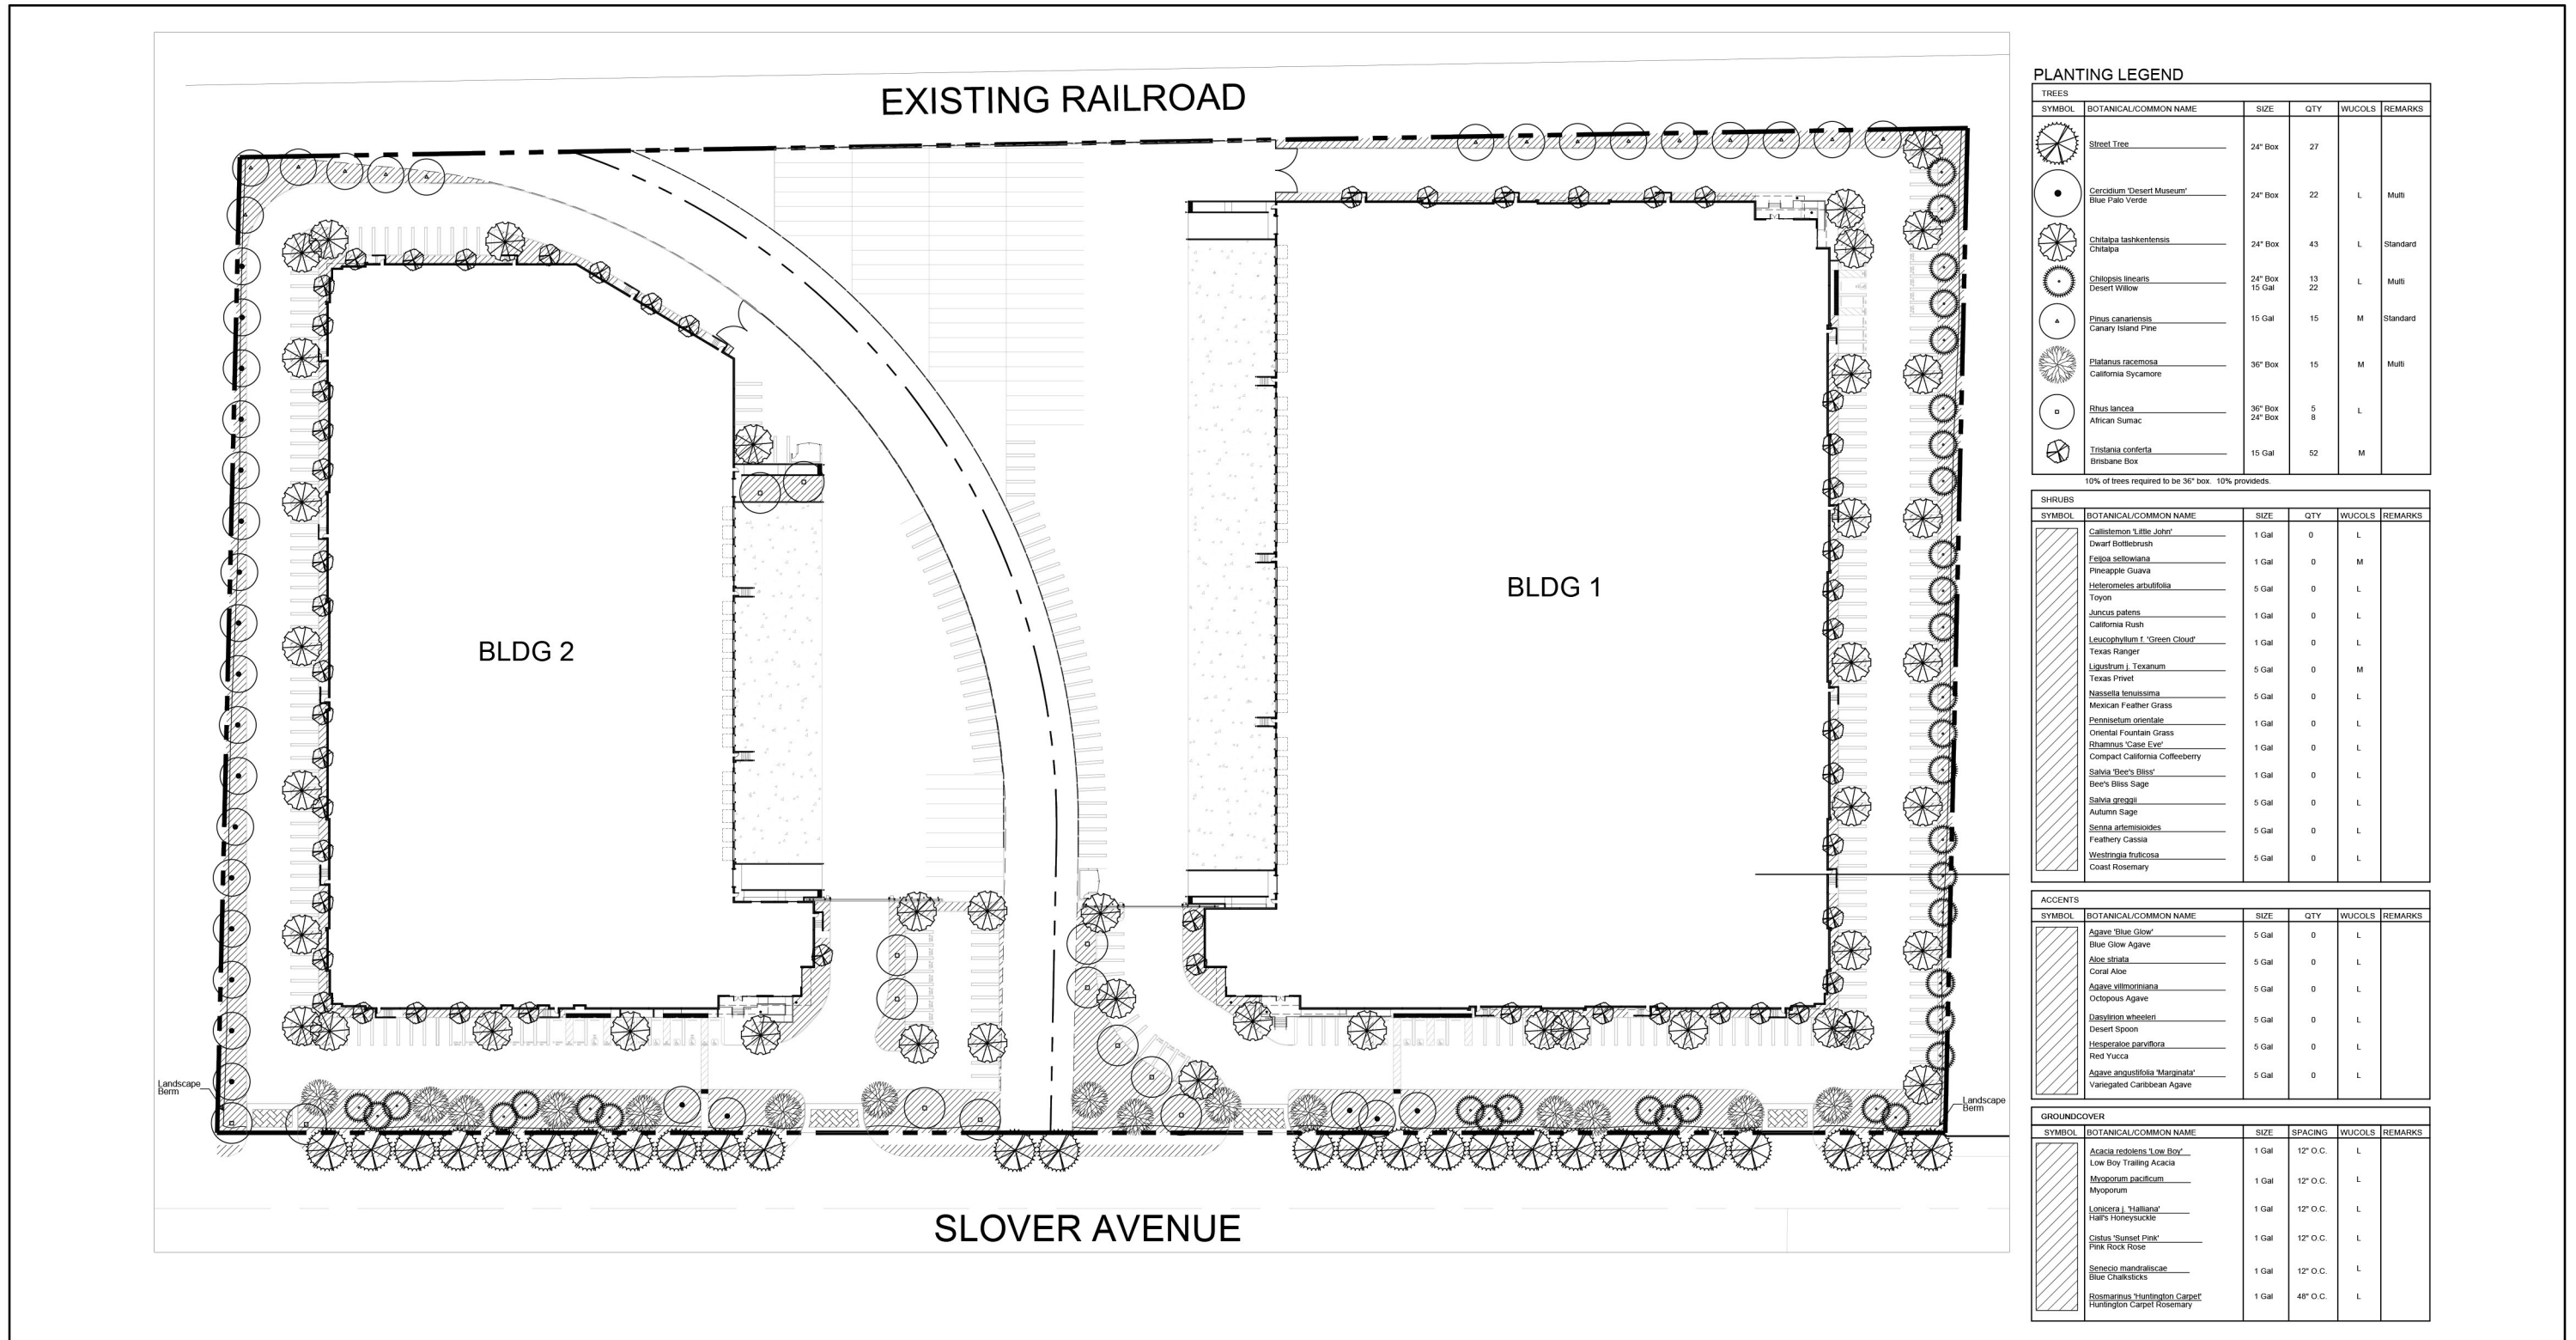 EXISTING RAILROAD
BLDG 2
BLDG 1
Landscape
Berm
Landscape
Berm
SLOVER AVENUE
PLANTING LEGEND
TREES
SYMBOL BOTANICAL/COMMON NAME SIZE QTY WUCOLS REMARKS
Street Tree 24" Box 27
Cercidium 'Desert Museum' 24" Box 22 L Multi
Blue Palo Verde
Chitalpa tashkentensis 24" Box 43 L Standard
Chitalpa
Chilopsis linearis 24" Box 13 L Multi
Desert Willow 15 Gal 22
Pinus canariensis 15 Gal 15 M Standard
Canary Island Pine
Platanus racemosa 36" Box 15 M Multi
California Sycamore
Rhus lancea 36" Box 5 L
African Sumac 24" Box 8
Tristania conferta 15 Gal 52 M
Brisbane Box
10% of trees required to be 36" box. 10% provideds.
SHRUBS
SYMBOL BOTANICAL/COMMON NAME SIZE QTY WUCOLS REMARKS
Callistemon 'Little John' 1 Gal 0 L
Dwarf Bottlebrush
Feijoa sellowiana 1 Gal 0 M
Pineapple Guava
Heteromeles arbutifolia 5 Gal 0 L
Toyon
Juncus patens 1 Gal 0 L
California Rush
Leucophyllum f. 'Green Cloud' 1 Gal 0 L
Texas Ranger
Ligustrum j. Texanum 5 Gal 0 M
Texas Privet
Nassella tenuissima 5 Gal 0 L
Mexican Feather Grass
Pennisetum orientale 1 Gal 0 L
Oriental Fountain Grass
Rhamnus 'Case Eve' 1 Gal 0 L
Compact California Coffeeberry
Salvia 'Bee's Bliss' 1 Gal 0 L
Bee's Bliss Sage
Salvia greggii 5 Gal 0 L
Autumn Sage
Senna artemisioides 5 Gal 0 L
Feathery Cassia
Westringia fruticosa 5 Gal 0 L
Coast Rosemary
ACCENTS
SYMBOL BOTANICAL/COMMON NAME SIZE QTY WUCOLS REMARKS
Agave 'Blue Glow' 5 Gal 0 L
Blue Glow Agave
Aloe striata 5 Gal 0 L
Coral Aloe
Agave vilmoriniana 5 Gal 0 L
Octopous Agave
Dasylirion wheeleri 5 Gal 0 L
Desert Spoon
Hesperaloe parviflora 5 Gal 0 L
Red Yucca
Agave angustifolia 'Marginata' 5 Gal 0 L
Variegated Caribbean Agave
GROUNDCOVER
SYMBOL BOTANICAL/COMMON NAME SIZE SPACING WUCOLS REMARKS
Acacia redolens 'Low Boy' 1 Gal 12" O.C. L
Low Boy Trailing Acacia
Myoporum pacificum 1 Gal 12" O.C. L
Myoporum
Lonicera j. 'Halliana' 1 Gal 12" O.C. L
Hall's Honeysuckle
Cistus 'Sunset Pink' 1 Gal 12" O.C. L
Pink Rock Rose
Senecio mandraliscae 1 Gal 12" O.C. L
Blue Chalksticks
Rosmarinus 'Huntington Carpet' 1 Gal 48" O.C. L
Huntington Carpet Rosemary